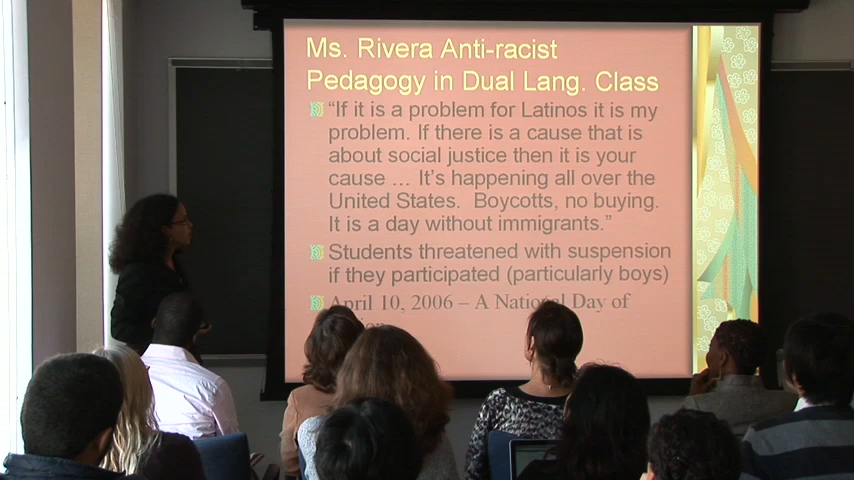 Ms. Rivera Anti-racist
Pedagogy in Dual Lang. Class
“If it is a problem for Latinos it is my
problem. If there is a cause that is
about social justice then it is your
cause … It’s happening all over the
United States.  Boycotts, no buying.
It is a day without immigrants.”
Students threatened with suspension
if they participated (particularly boys)
April 10, 2006 – A National Day of